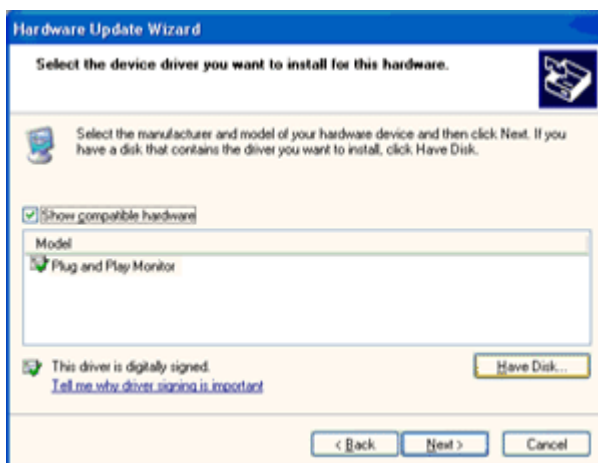 Hardware Update Wizard
Select the device driver you want to install for this hardware.
Select the manufacturer and model of your hardware device and then click Next. If you
have a disk that contains the driver you want to install, click Have Disk.
Show compatible hardware
Model
Plug and Play Monitor
This driver is digitally signed.
Have Disk...
Tell me why driver signing is important
< Back
Next >
Cancel